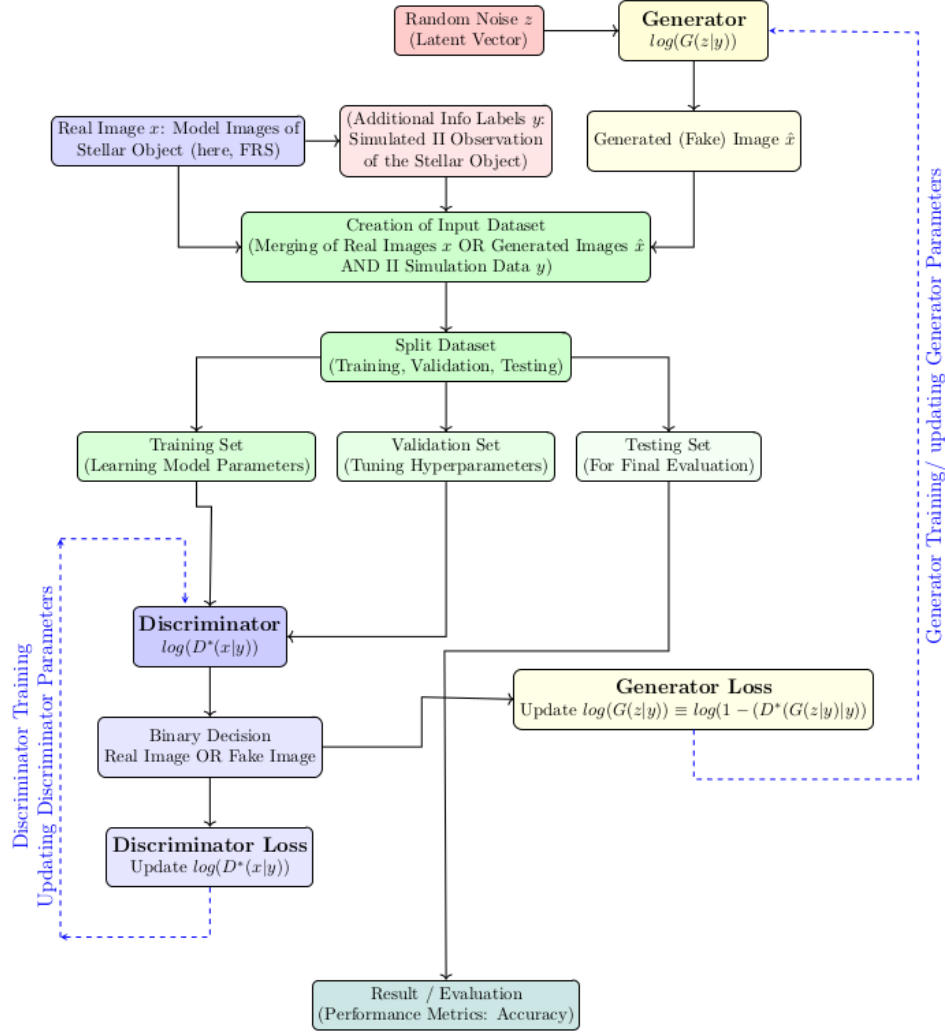 Random Noise z
(Latent Vector)
Generator
log(G(z|y))
Real Image x: Model Images of
Stellar Object (here, FRS)
(Additional Info Labels y:
Simulated II Observation
of the Stellar Object)
Generated (Fake) Image x̂
Creation of Input Dataset
(Merging of Real Images x OR Generated Images x̂
AND II Simulation Data y)
Split Dataset
(Training, Validation, Testing)
Training Set
(Learning Model Parameters)
Validation Set
(Tuning Hyperparameters)
Testing Set
(For Final Evaluation)
Generator Training/ updating Generator Parameters
Discriminator Training
Updating Discriminator Parameters
Discriminator
log(D*(x|y))
Generator Loss
Update log(G(z|y)) ≡ log(1 − (D*(G(z|y)|y))
Binary Decision
Real Image OR Fake Image
Discriminator Loss
Update log(D*(x|y))
Result / Evaluation
(Performance Metrics: Accuracy)